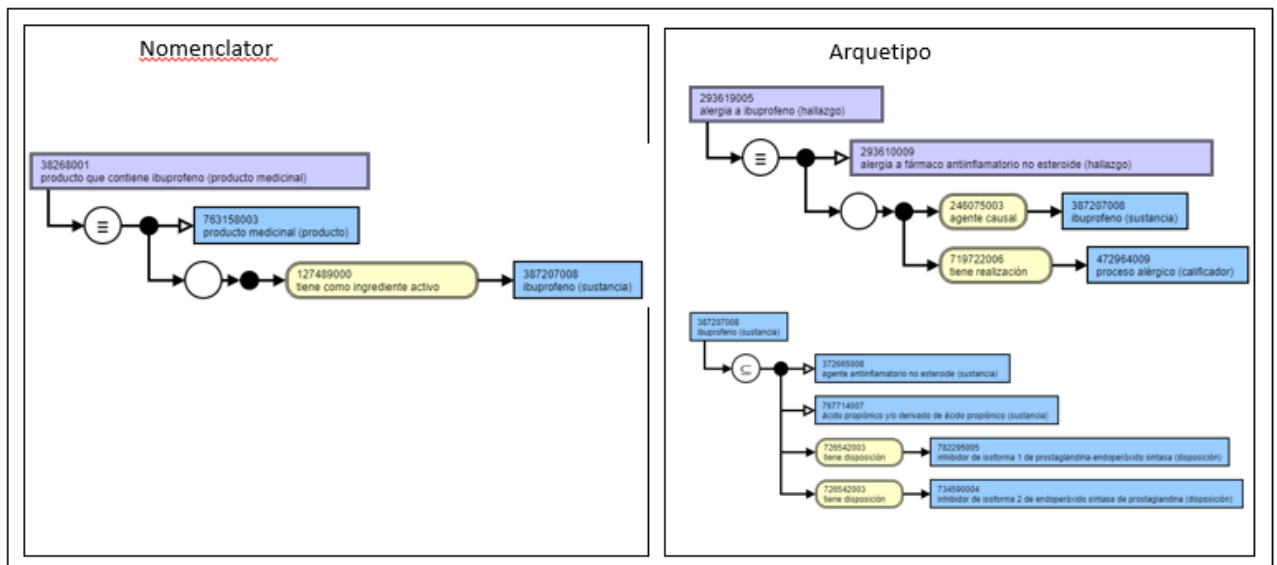 Nomenclator
38268001
producto que contiene ibuprofeno (producto medicinal)
≡
763158003
producto medicinal (producto)
127489000
tiene como ingrediente activo
387207008
ibuprofeno (sustancia)
Arquetipo
293619005
alergia a ibuprofeno (hallazgo)
≡
293610009
alergia a fármaco antiinflamatorio no esteroide (hallazgo)
246075003
agente causal
387207008
ibuprofeno (sustancia)
719722006
tiene realización
472964009
proceso alérgico (calificador)
387207008
ibuprofeno (sustancia)
⊆
372665008
agente antiinflamatorio no esteroide (sustancia)
767714007
ácido propiónico y/o derivado de ácido propiónico (sustancia)
726542003
tiene disposición
782295005
inhibidor de isoforma 1 de prostaglandina-endoperóxido sintasa (disposición)
726542003
tiene disposición
734590004
inhibidor de isoforma 2 de endoperóxido sintasa de prostaglandina (disposición)